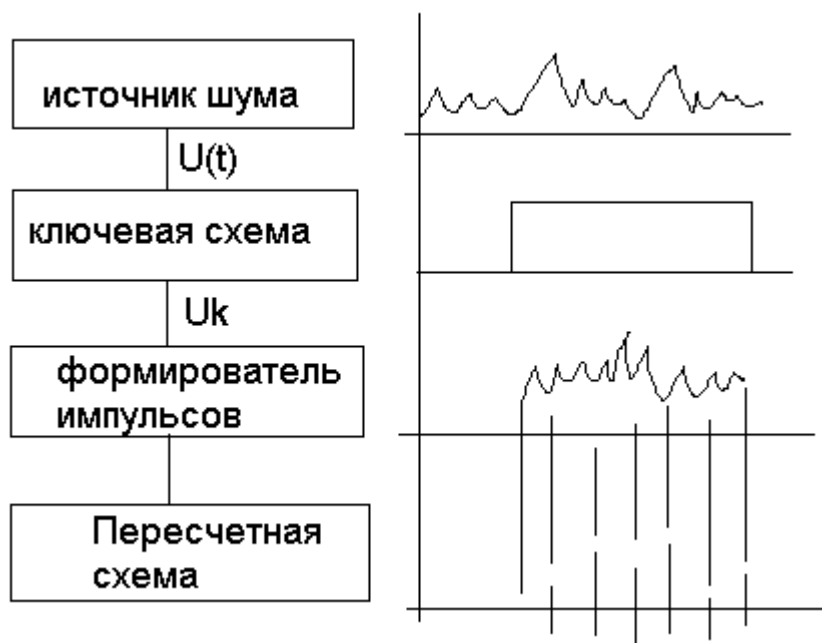 источник шума
U(t)
ключевая схема
Uk
формирователь
импульсов
Пересчетная
схема